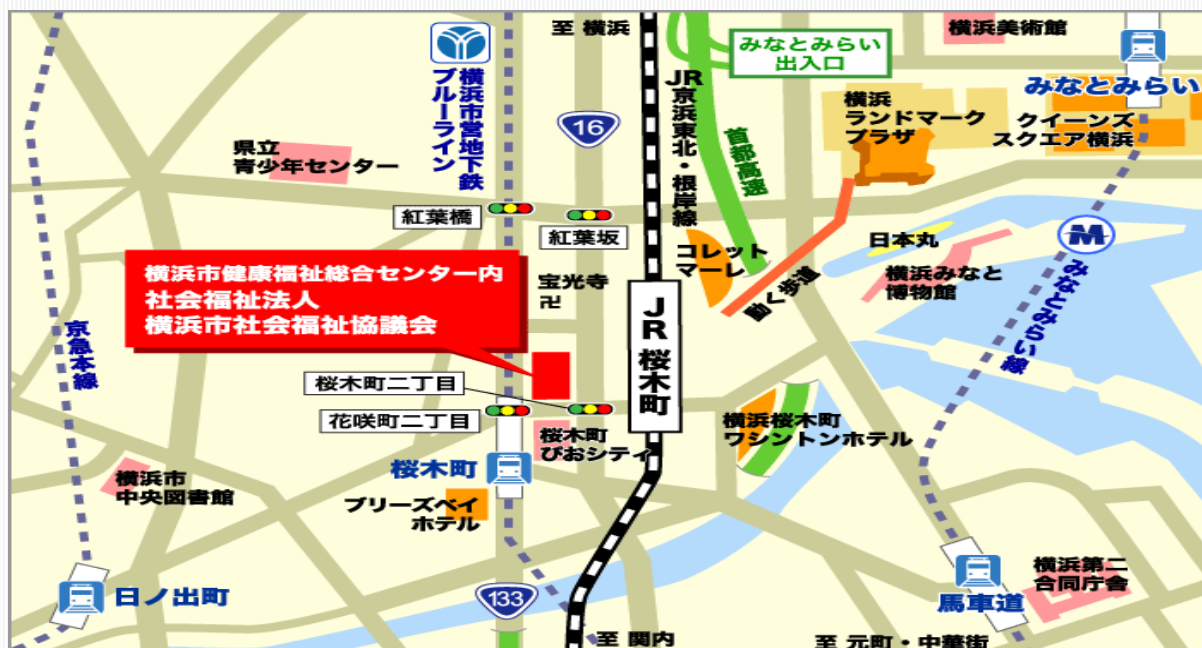 至 横浜
横浜美術館
みなとみらい
出入口
みなとみらい
横浜市営地下鉄
ブルーライン
16
JR京浜東北・根岸線
首都高速
横浜
ランドマーク
プラザ
クイーンズ
スクエア横浜
県立
青少年センター
紅葉橋
紅葉坂
コレット
マーレ
動く歩道
日本丸
横浜みなと
博物館
M
みなとみらい線
横浜市健康福祉総合センター内
社会福祉法人
横浜市社会福祉協議会
宝光寺
卍
JR桜木町
京急本線
桜木町二丁目
花咲町二丁目
桜木町
ぴおシティ
横浜桜木町
ワシントンホテル
桜木町
横浜市
中央図書館
ブリーズベイ
ホテル
日ノ出町
133
馬車道
横浜第二
合同庁舎
至 関内
至 元町・中華街